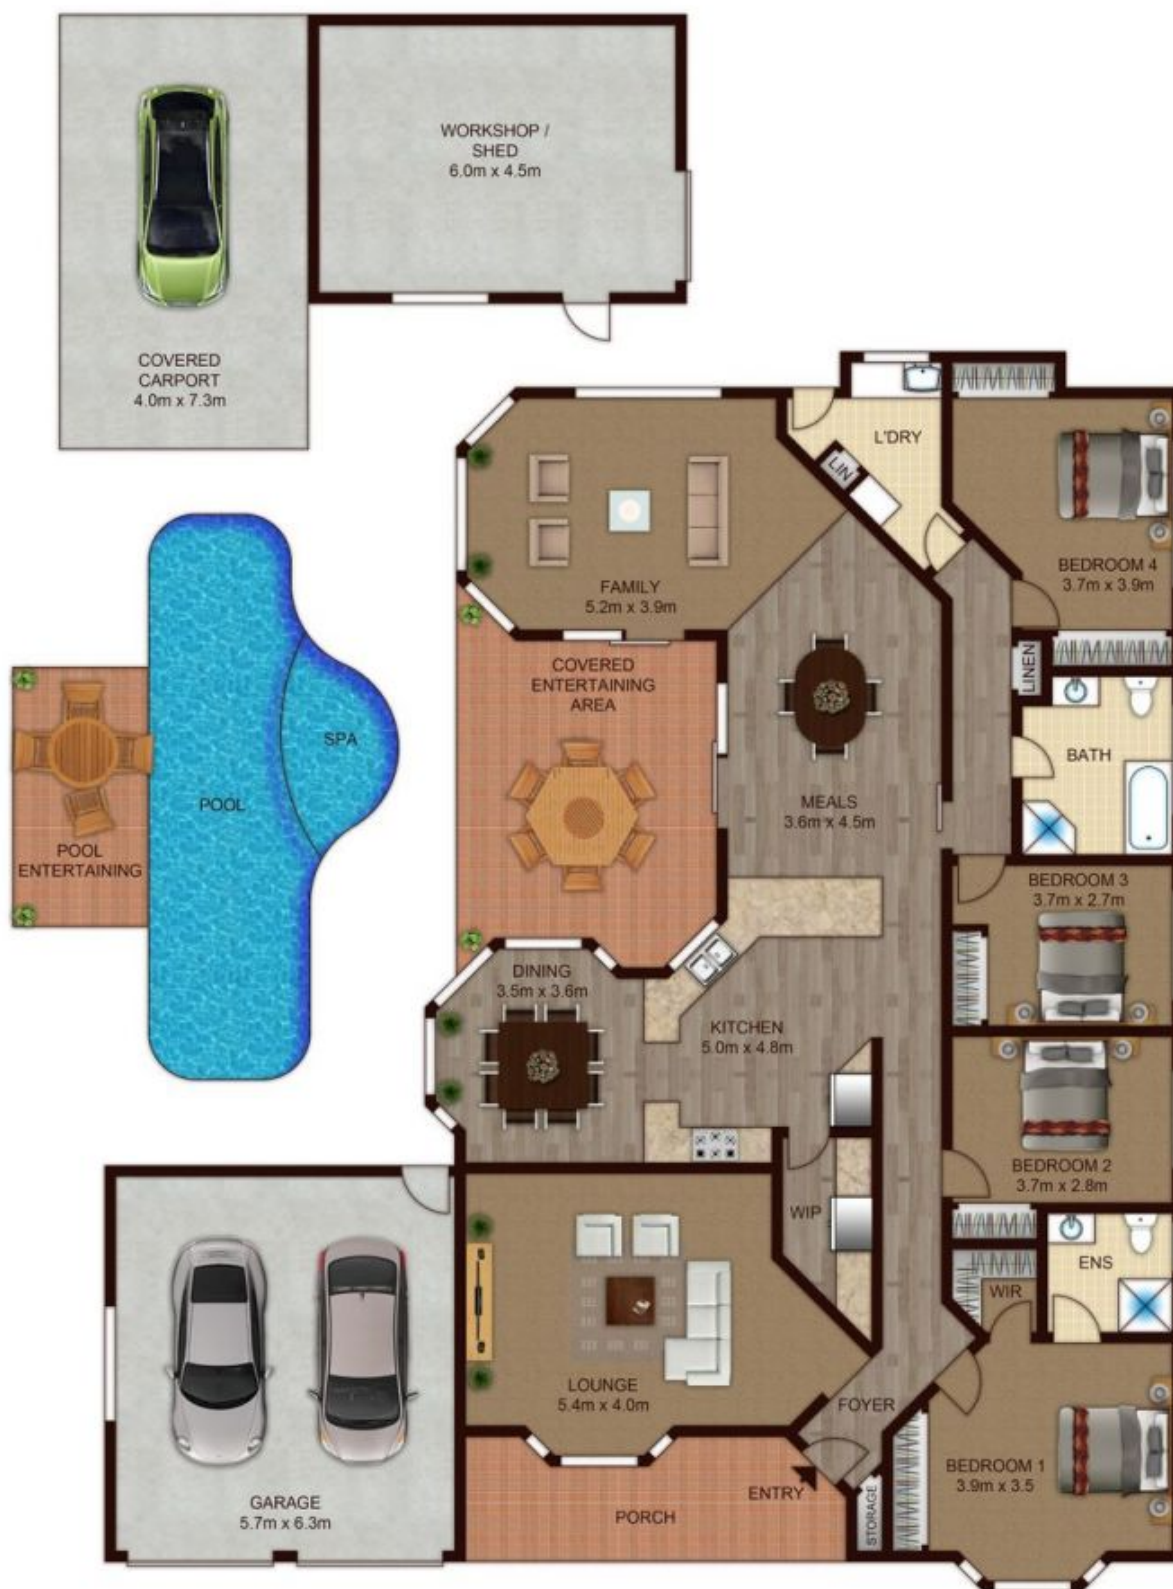 WORKSHOP /
SHED
6.0m x 4.5m
COVERED
CARPORT
4.0m x 7.3m
L'DRY
LIN
FAMILY
5.2m x 3.9m
BEDROOM 4
3.7m x 3.9m
LINEN
COVERED
ENTERTAINING
AREA
SPA
BATH
POOL
MEALS
3.6m x 4.5m
POOL
ENTERTAINING
BEDROOM 3
3.7m x 2.7m
DINING
3.5m x 3.6m
KITCHEN
5.0m x 4.8m
BEDROOM 2
3.7m x 2.8m
WIP
ENS
WIR
LOUNGE
5.4m x 4.0m
FOYER
BEDROOM 1
3.9m x 3.5
ENTRY
STORAGE
GARAGE
5.7m x 6.3m
PORCH